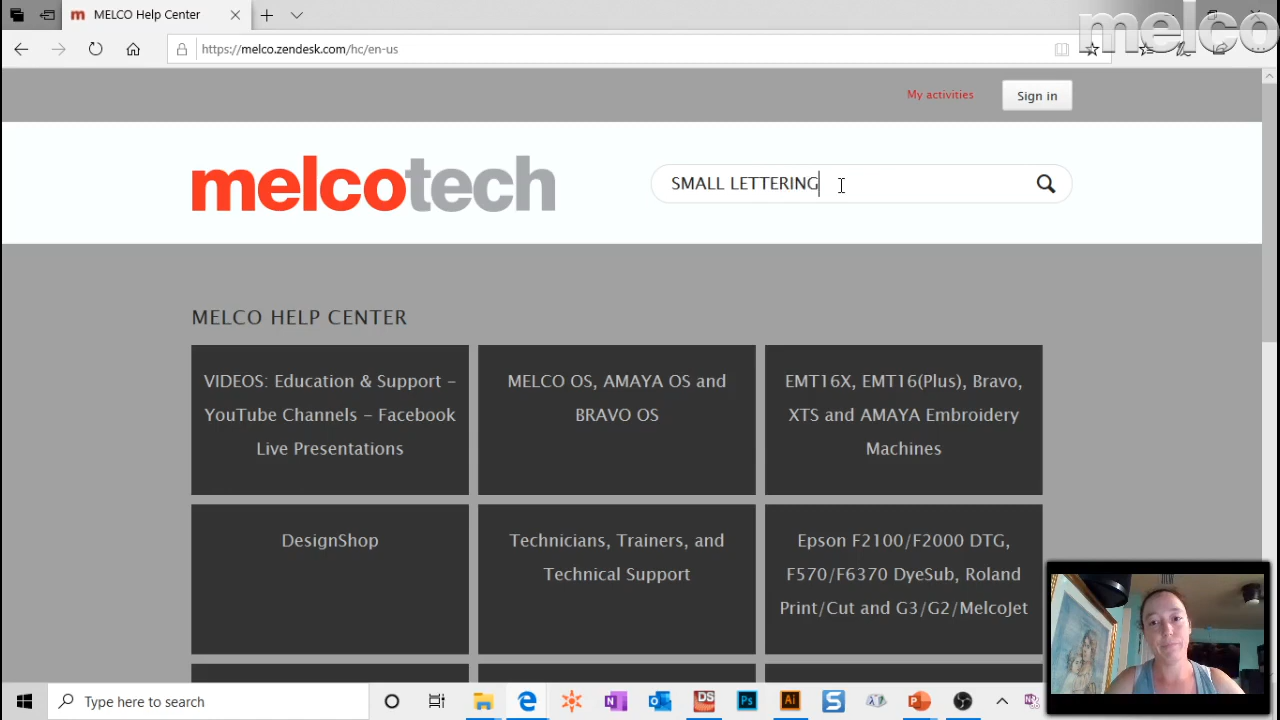 MELCO Help Center
melco
https://melco.zendesk.com/hc/en-us
My activities
Sign in
melcotech
SMALL LETTERING
MELCO HELP CENTER
VIDEOS: Education & Support -
YouTube Channels - Facebook
Live Presentations
MELCO OS, AMAYA OS and
BRAVO OS
EMT16X, EMT16(Plus), Bravo,
XTS and AMAYA Embroidery
Machines
DesignShop
Technicians, Trainers, and
Technical Support
Epson F2100/F2000 DTG,
F570/F6370 DyeSub, Roland
Print/Cut and G3/G2/MelcoJet
Type here to search
DS
Ps
Ai
S